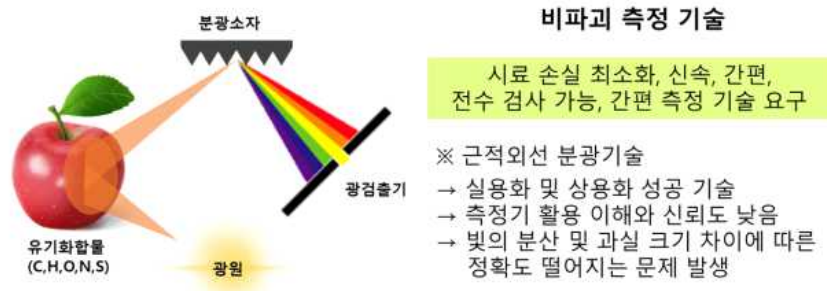 분광소자
광검출기
유기화합물
(C,H,O,N,S)
광원
비파괴 측정 기술
시료 손실 최소화, 신속, 간편,
전수 검사 가능, 간편 측정 기술 요구
※ 근적외선 분광기술
→ 실용화 및 상용화 성공 기술
→ 측정기 활용 이해와 신뢰도 낮음
→ 빛의 분산 및 과실 크기 차이에 따른
정확도 떨어지는 문제 발생